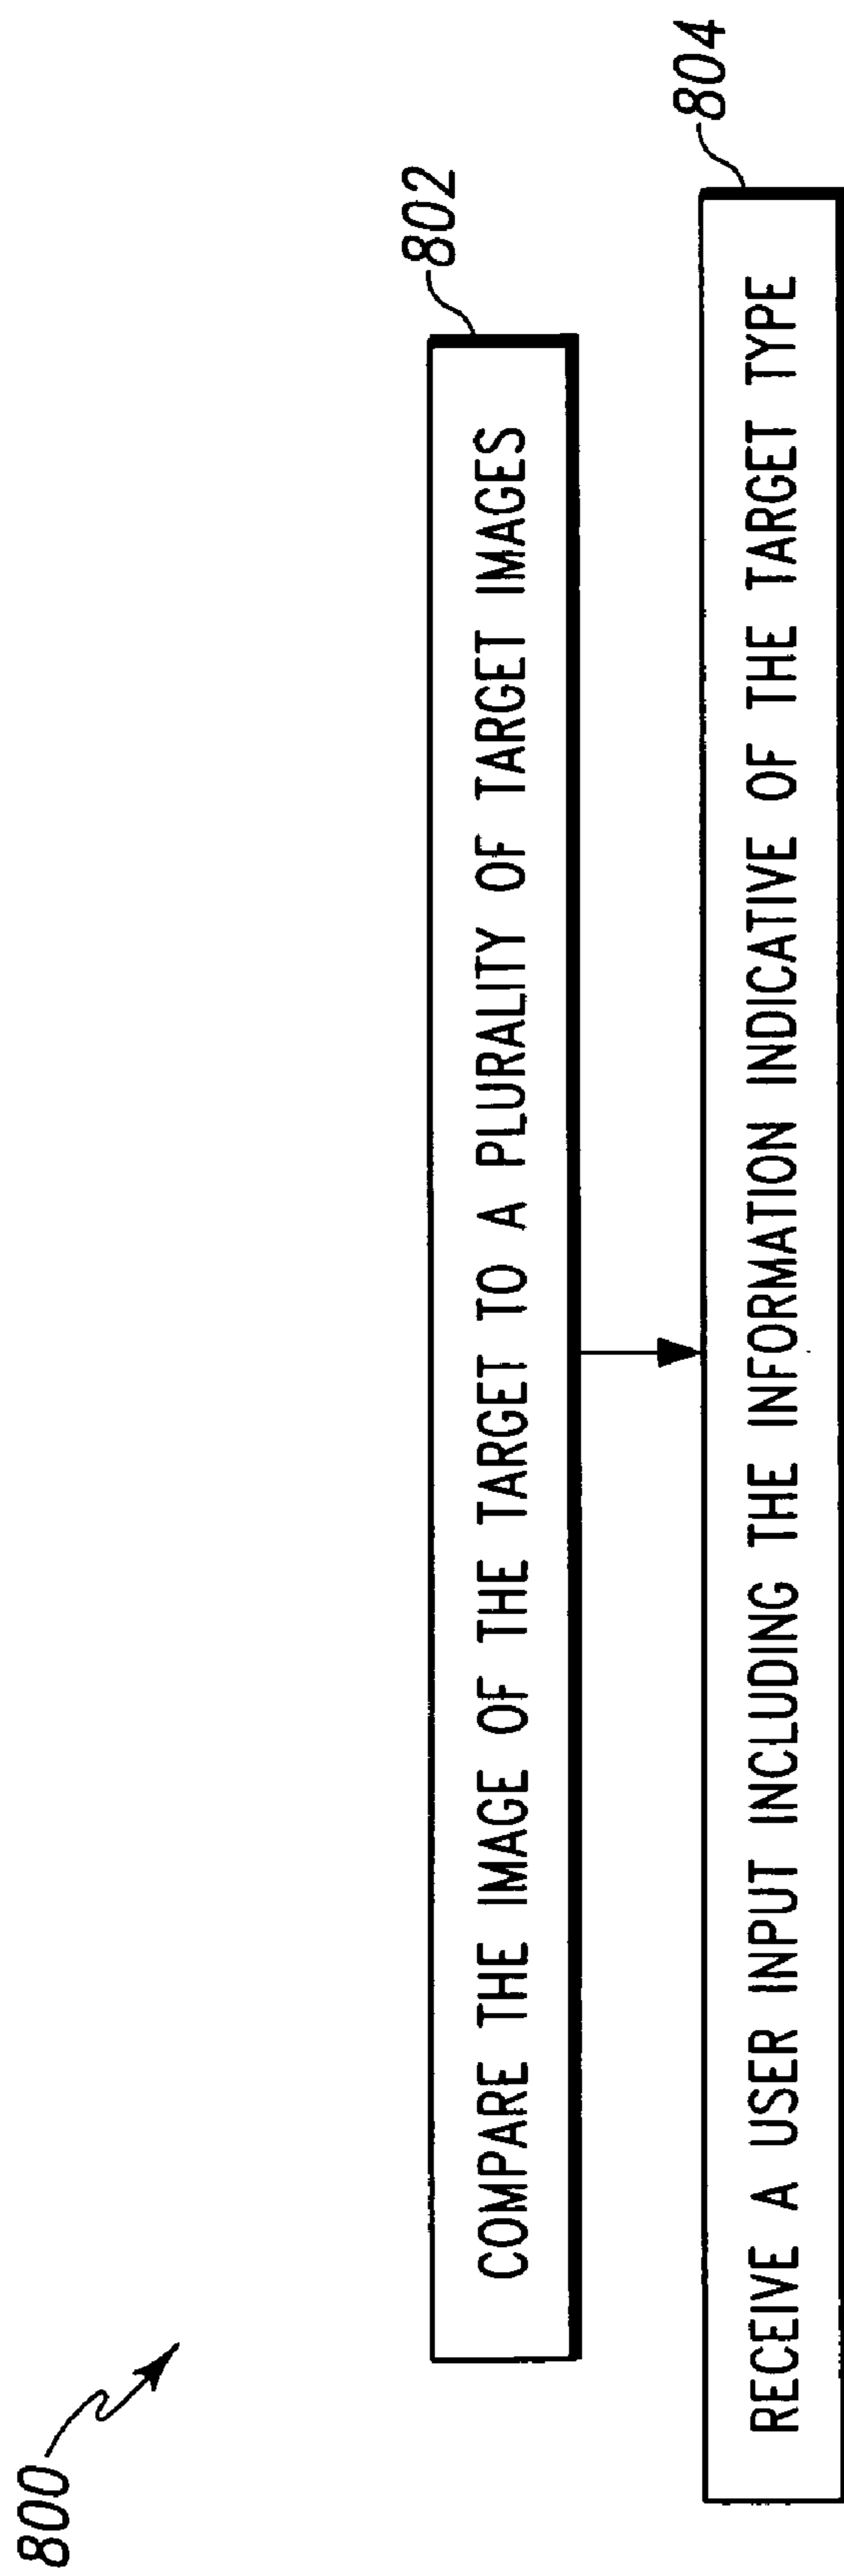 800
802
COMPARE THE IMAGE OF THE TARGET TO A PLURALITY OF TARGET IMAGES
804
RECEIVE A USER INPUT INCLUDING THE INFORMATION INDICATIVE OF THE TARGET TYPE